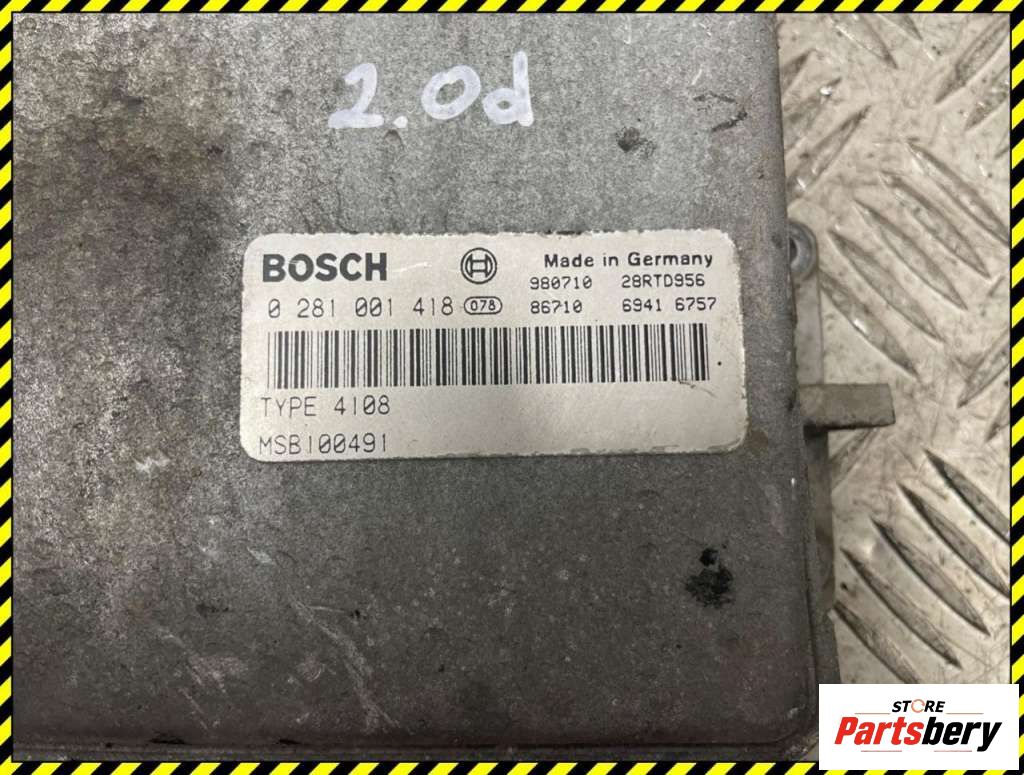 2.0d
BOSCH
Made in Germany
980710 28RTD956
0 281 001 418 078 86710 6941 6757
TYPE 4108
MSB100491
STORE
Partsbery